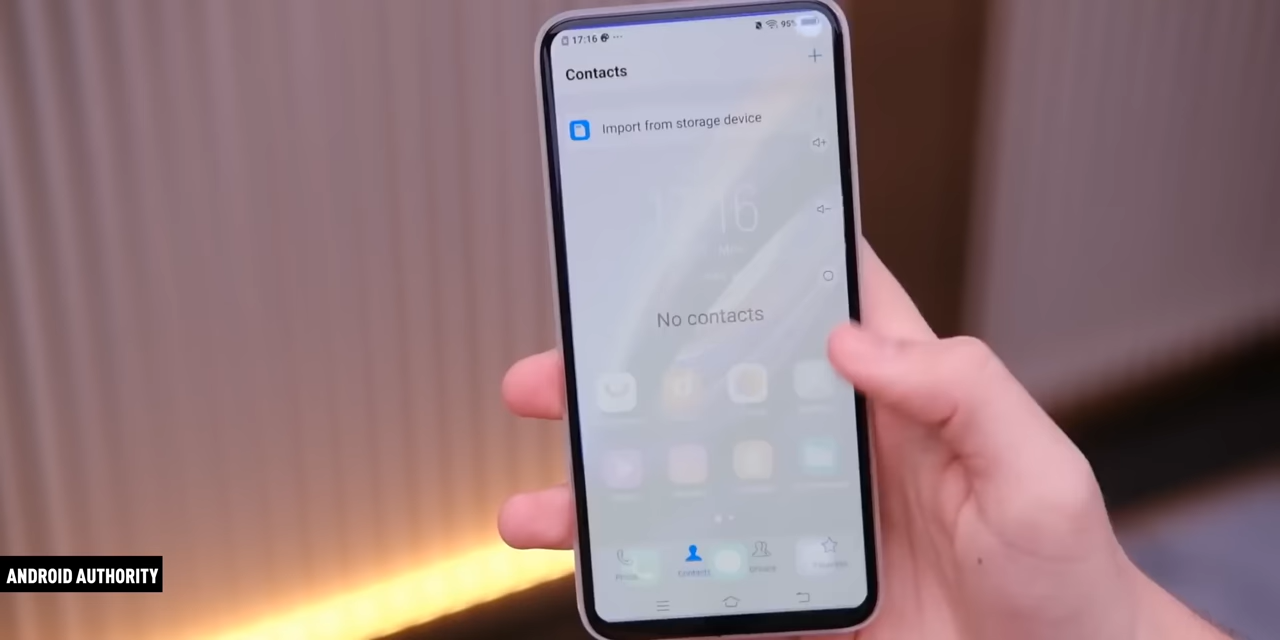 17:16
95%
Contacts
Import from storage device
No contacts
Contacts
ANDROID AUTHORITY